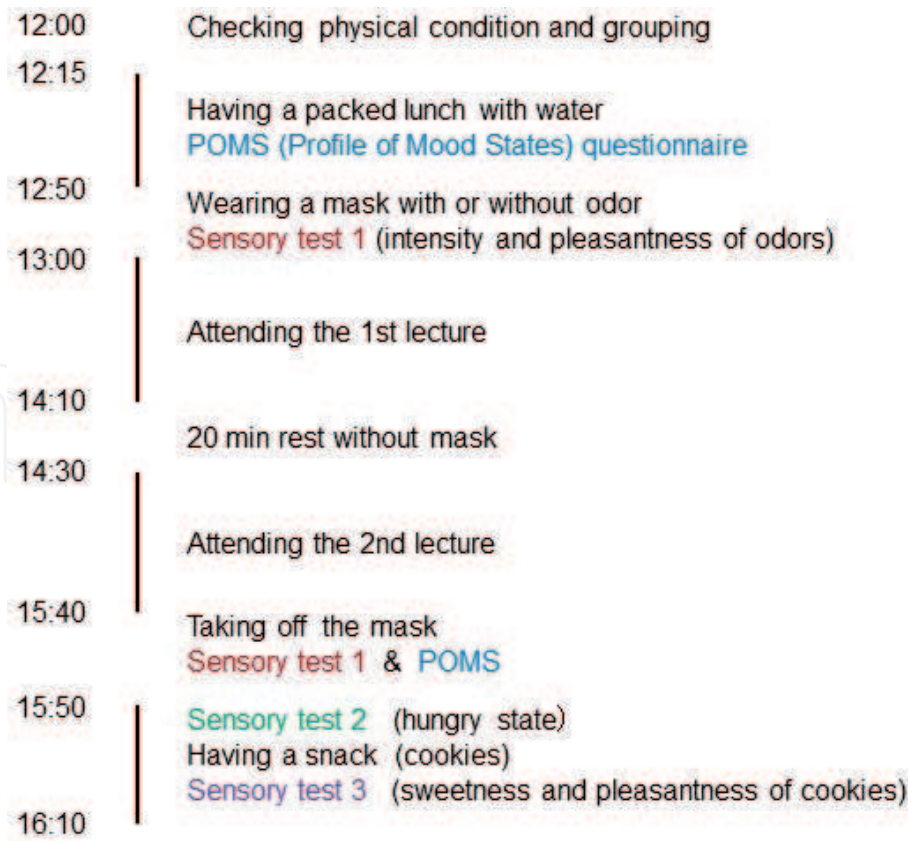 12:00 Checking physical condition and grouping
12:15
Having a packed lunch with water
POMS (Profile of Mood States) questionnaire
12:50
Wearing a mask with or without odor
Sensory test 1 (intensity and pleasantness of odors)
13:00
Attending the 1st lecture
14:10
20 min rest without mask
14:30
Attending the 2nd lecture
15:40
Taking off the mask
Sensory test 1 & POMS
15:50
Sensory test 2 (hungry state)
Having a snack (cookies)
Sensory test 3 (sweetness and pleasantness of cookies)
16:10